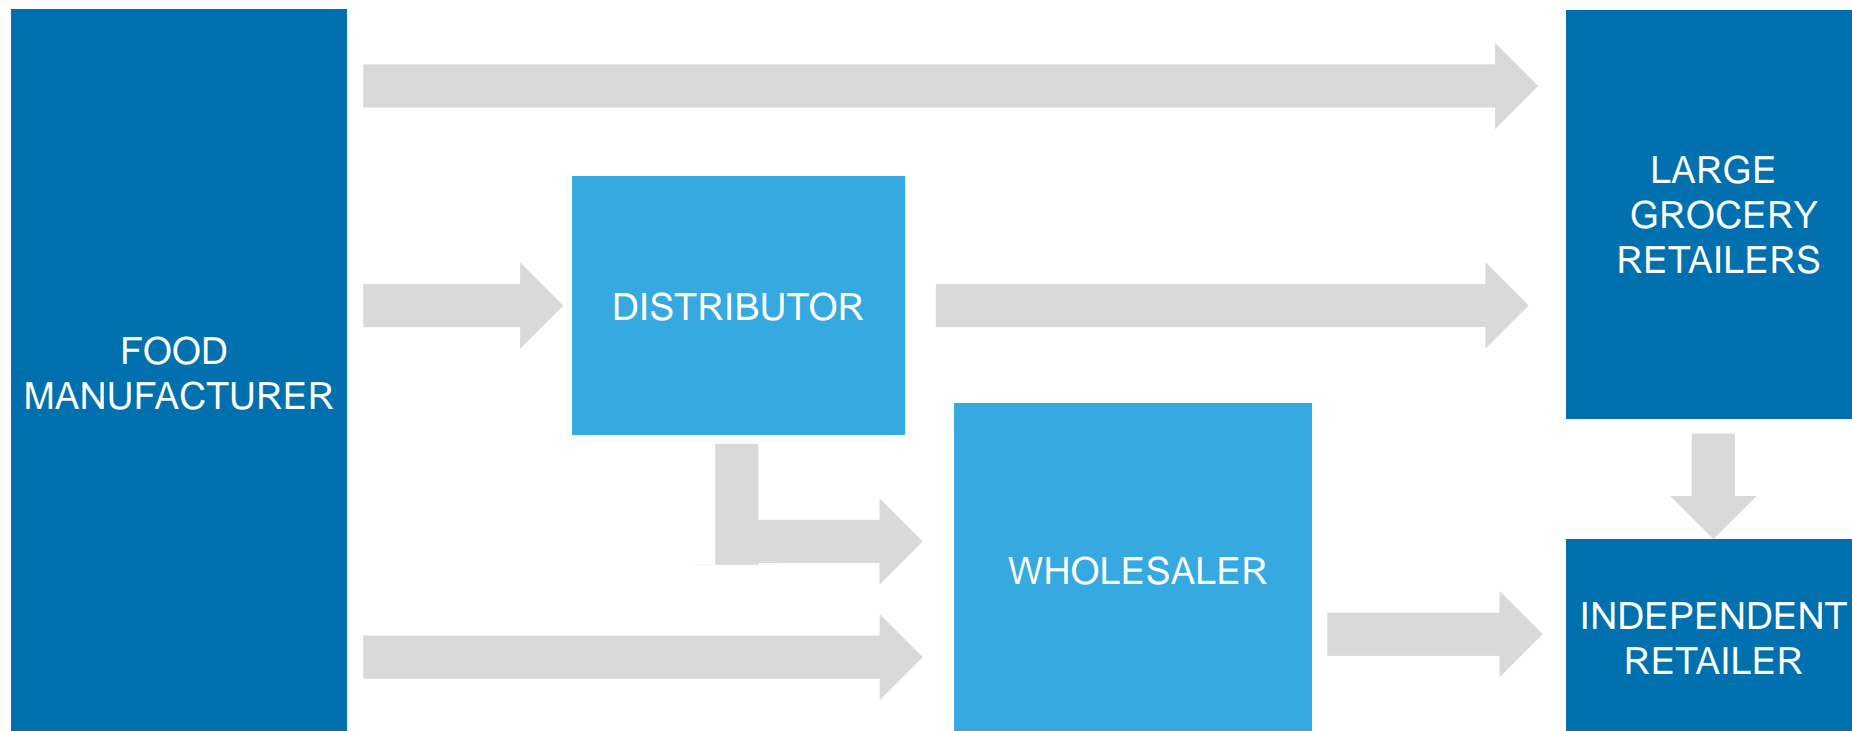 FOOD
MANUFACTURER
DISTRIBUTOR
WHOLESALER
LARGE
GROCERY
RETAILERS
INDEPENDENT
RETAILER